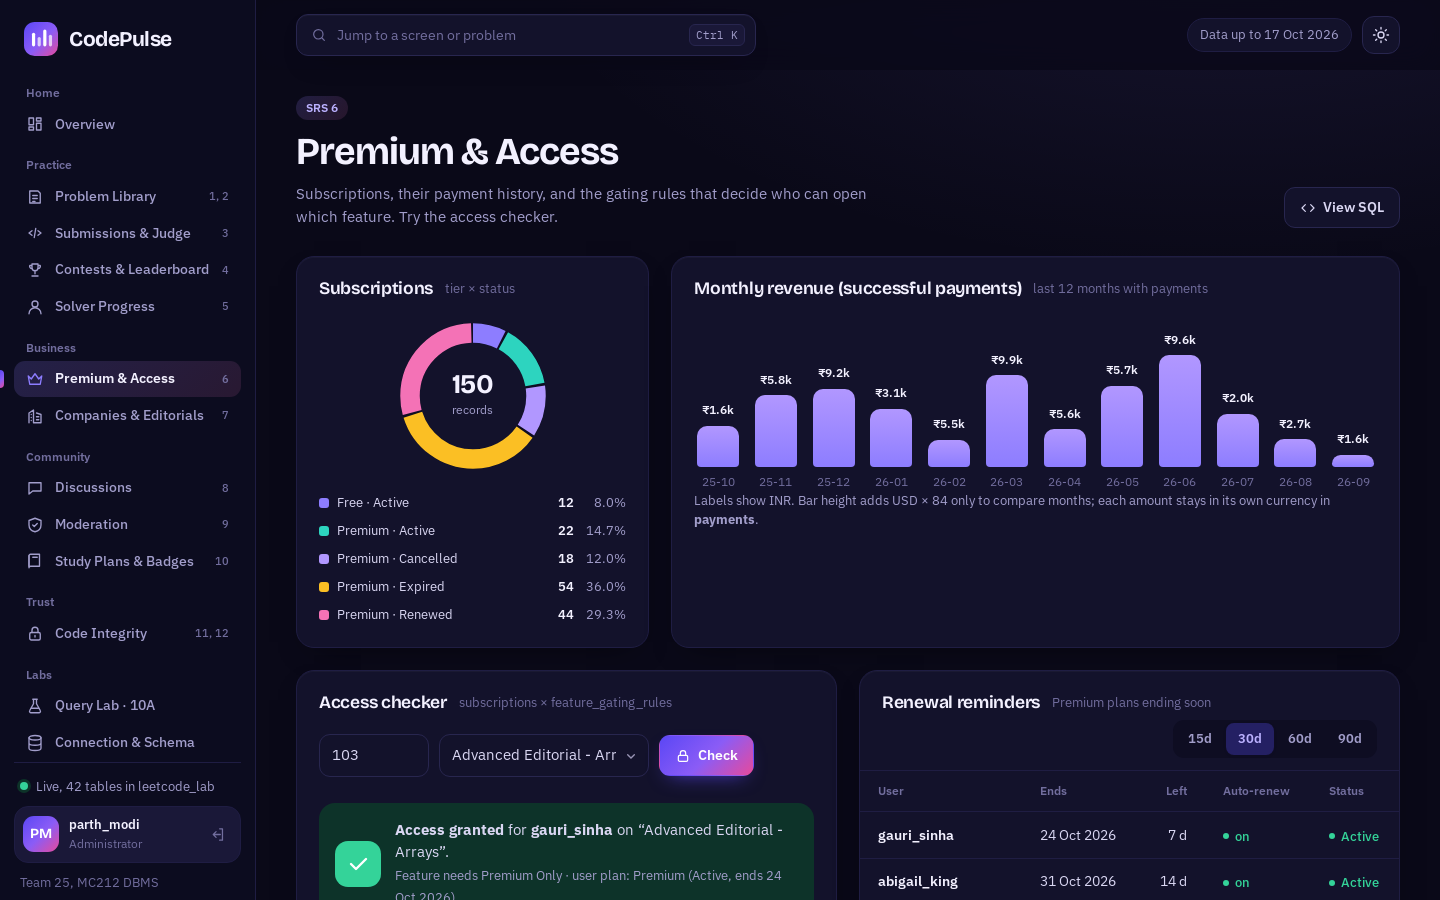 CodePulse
Jump to a screen or problem
Ctrl K
Data up to 17 Oct 2026
Home
Overview
Practice
Problem Library 1, 2
Submissions & Judge 3
Contests & Leaderboard 4
Solver Progress 5
Business
Premium & Access 6
Companies & Editorials 7
Community
Discussions 8
Moderation 9
Study Plans & Badges 10
Trust
Code Integrity 11, 12
Labs
Query Lab · 10A
Connection & Schema
Live, 42 tables in leetcode_lab
PM
parth_modi
Administrator
Team 25, MC212 DBMS
SRS 6
Premium & Access
Subscriptions, their payment history, and the gating rules that decide who can open
which feature. Try the access checker.
View SQL
Subscriptions tier × status
150
records
Free · Active 12 8.0%
Premium · Active 22 14.7%
Premium · Cancelled 18 12.0%
Premium · Expired 54 36.0%
Premium · Renewed 44 29.3%
Monthly revenue (successful payments) last 12 months with payments
₹1.6k ₹5.8k ₹9.2k ₹3.1k ₹5.5k ₹9.9k ₹5.6k ₹5.7k ₹9.6k ₹2.0k ₹2.7k ₹1.6k
25-10 25-11 25-12 26-01 26-02 26-03 26-04 26-05 26-06 26-07 26-08 26-09
Labels show INR. Bar height adds USD × 84 only to compare months; each amount stays in its own currency in
payments.
Access checker subscriptions × feature_gating_rules
103
Advanced Editorial - Arr
Check
Access granted for gauri_sinha on “Advanced Editorial -
Arrays”.
Feature needs Premium Only · user plan: Premium (Active, ends 24
Oct 2026)
Renewal reminders Premium plans ending soon
15d 30d 60d 90d
User Ends Left Auto-renew Status
gauri_sinha 24 Oct 2026 7 d on Active
abigail_king 31 Oct 2026 14 d on Active